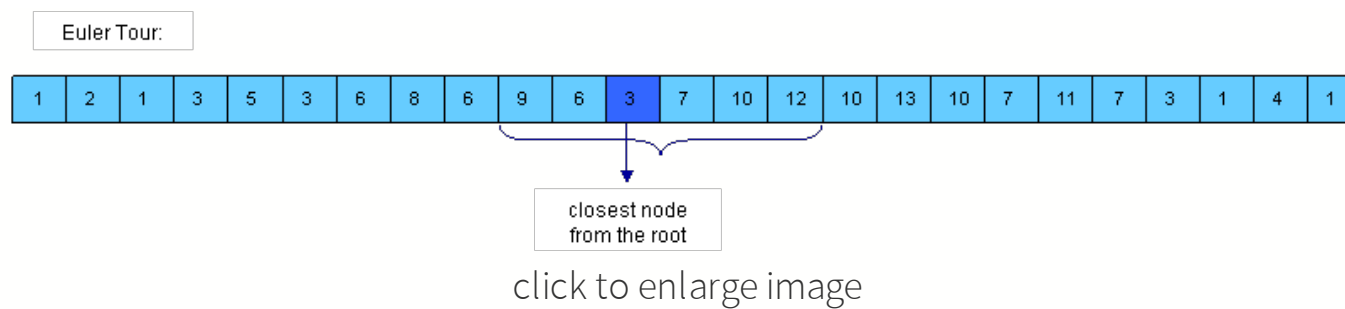 Euler Tour:
1 2 1 3 5 3 6 8 6 9 6 3 7 10 12 10 13 10 7 11 7 3 1 4 1
closest node
from the root
click to enlarge image